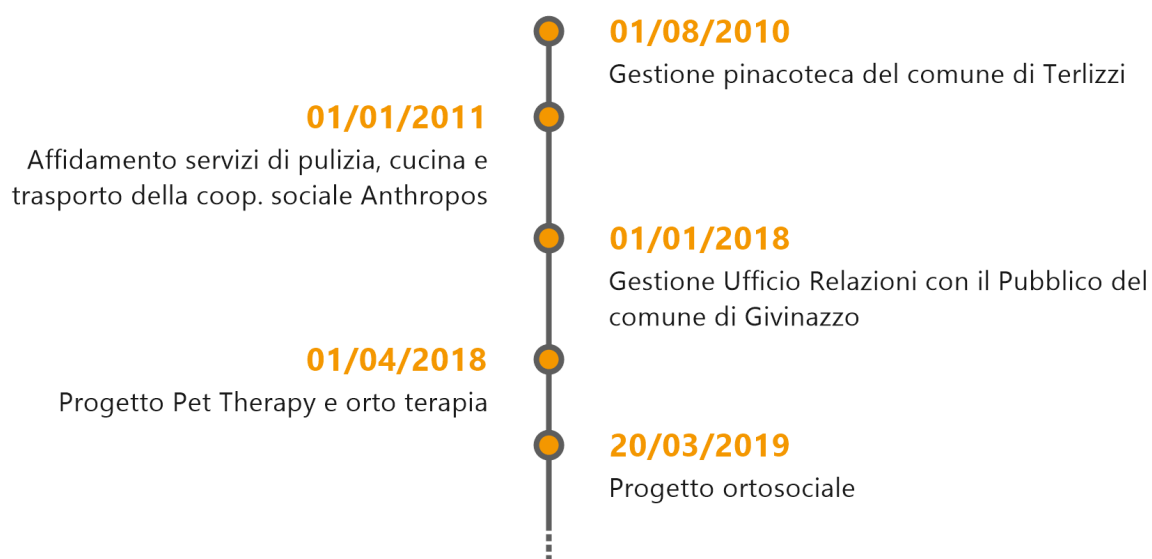 01/08/2010
Gestione pinacoteca del comune di Terlizzi
01/01/2011
Affidamento servizi di pulizia, cucina e
trasporto della coop. sociale Anthropos
01/01/2018
Gestione Ufficio Relazioni con il Pubblico del
comune di Givinazzo
01/04/2018
Progetto Pet Therapy e orto terapia
20/03/2019
Progetto ortosociale